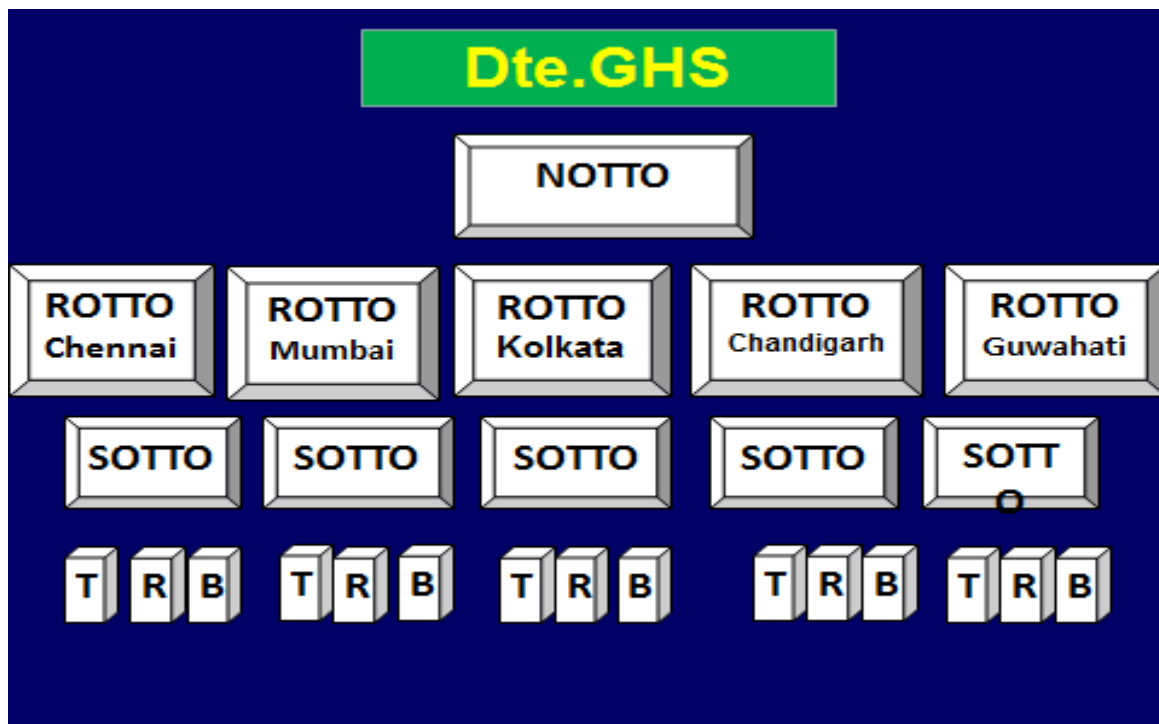 Dte.GHS
NOTTO
ROTTO
Chennai
ROTTO
Mumbai
ROTTO
Kolkata
ROTTO
Chandigarh
ROTTO
Guwahati
SOTTO
SOTTO
SOTTO
SOTTO
SOTT
O
T R B
T R B
T R B
T R B
T R B